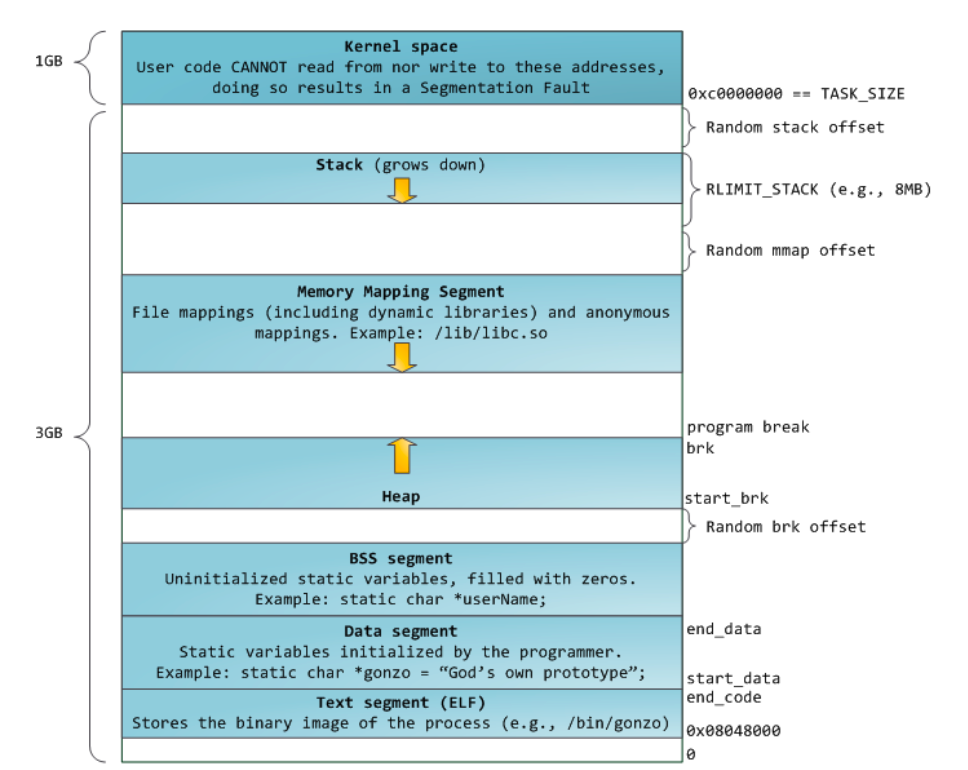 1GB
Kernel space
User code CANNOT read from nor write to these addresses,
doing so results in a Segmentation Fault
0xc0000000 == TASK_SIZE
Random stack offset
Stack (grows down)
RLIMIT_STACK (e.g., 8MB)
Random mmap offset
Memory Mapping Segment
File mappings (including dynamic libraries) and anonymous
mappings. Example: /lib/libc.so
3GB
program break
brk
Heap
start_brk
Random brk offset
BSS segment
Uninitialized static variables, filled with zeros.
Example: static char *userName;
Data segment
end_data
Static variables initialized by the programmer.
Example: static char *gonzo = “God’s own prototype”;
start_data
end_code
Text segment (ELF)
Stores the binary image of the process (e.g., /bin/gonzo)
0x08048000
0